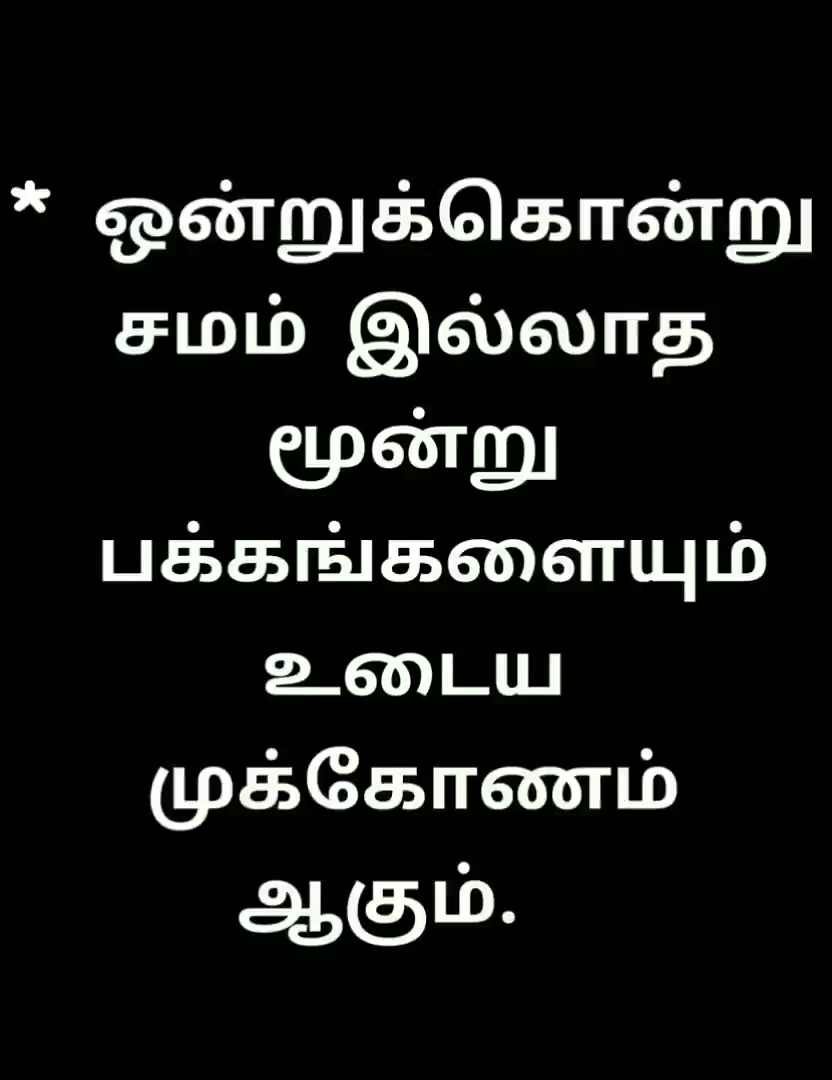 * ஒன்றுக்கொன்று
சமம் இல்லாத
மூன்று
பக்கங்களையும்
உடைய
முக்கோணம்
ஆகும்.